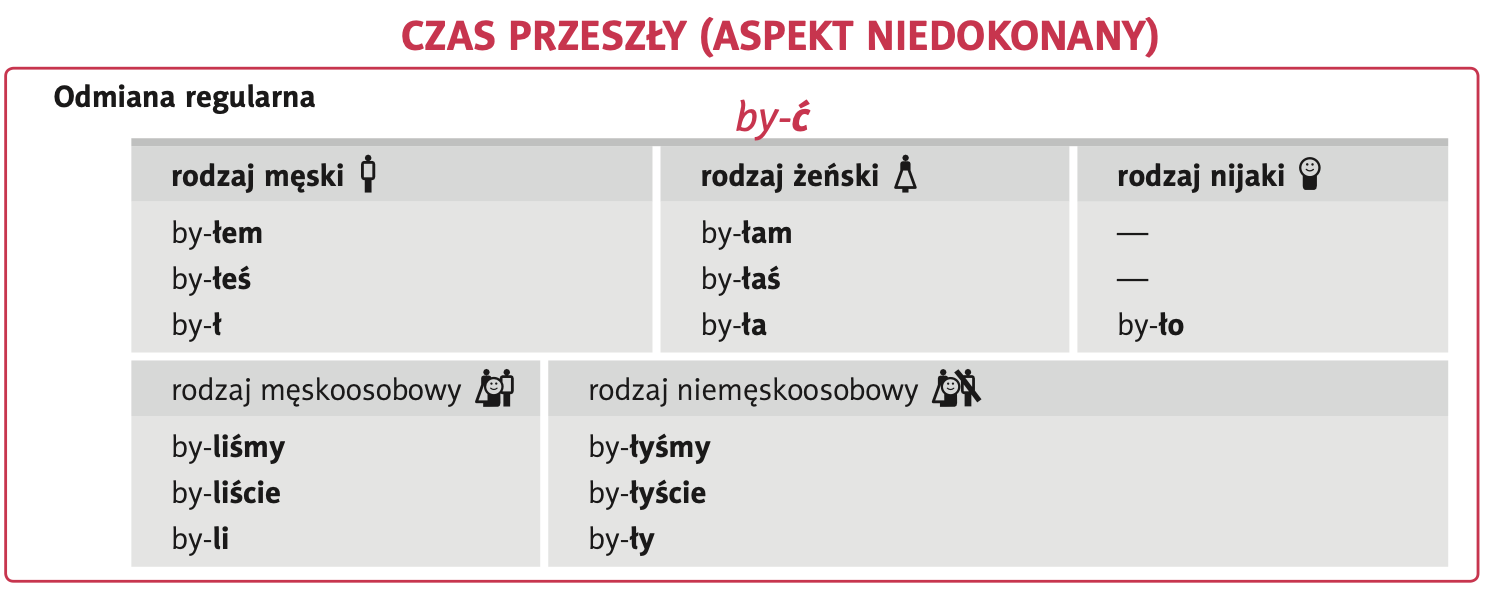 CZAS PRZESZŁY (ASPEKT NIEDOKONANY)
Odmiana regularna
by-ć
rodzaj męski rodzaj żeński rodzaj nijaki
by-łem by-łam —
by-łeś by-łaś —
by-ł by-ła by-ło
rodzaj męskoosobowy rodzaj niemęskoosobowy
by-liśmy by-łyśmy
by-liście by-łyście
by-li by-ły